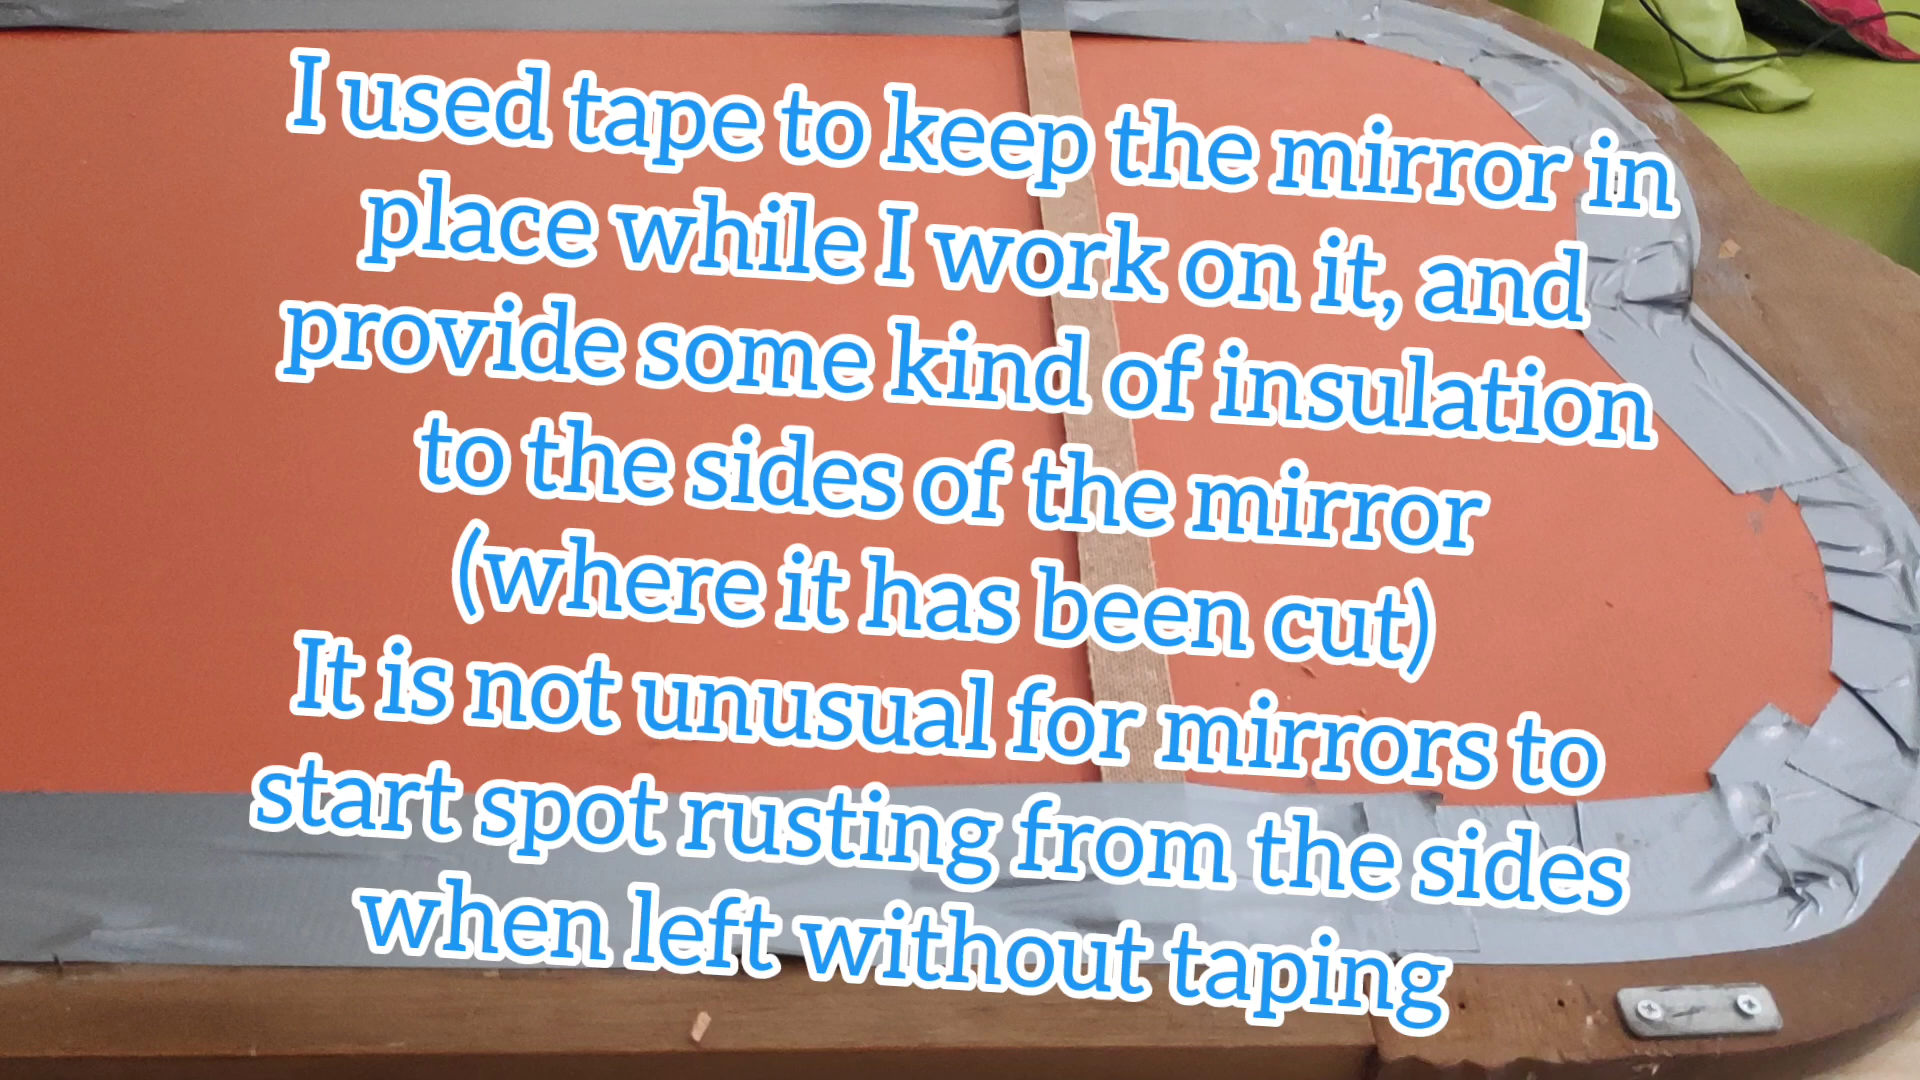 I used tape to keep the mirror in
place while I work on it, and
provide some kind of insulation
to the sides of the mirror
(where it has been cut)
It is not unusual for mirrors to
start spot rusting from the sides
when left without taping